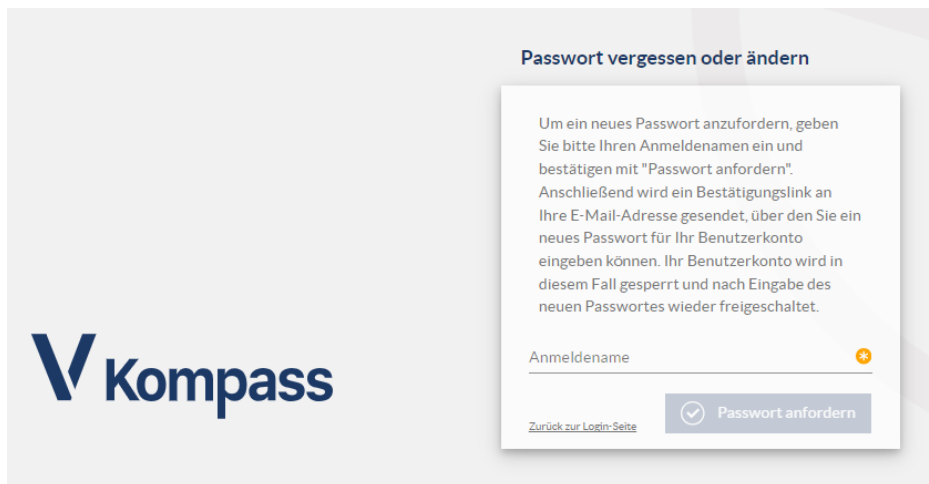 Passwort vergessen oder ändern
Um ein neues Passwort anzufordern, geben
Sie bitte Ihren Anmeldenamen ein und
bestätigen mit "Passwort anfordern".
Anschließend wird ein Bestätigungslink an
Ihre E-Mail-Adresse gesendet, über den Sie ein
neues Passwort für Ihr Benutzerkonto
eingeben können. Ihr Benutzerkonto wird in
diesem Fall gesperrt und nach Eingabe des
neuen Passwortes wieder freigeschaltet.
V Kompass
Anmeldename
Passwort anfordern
Zurück zur Login-Seite